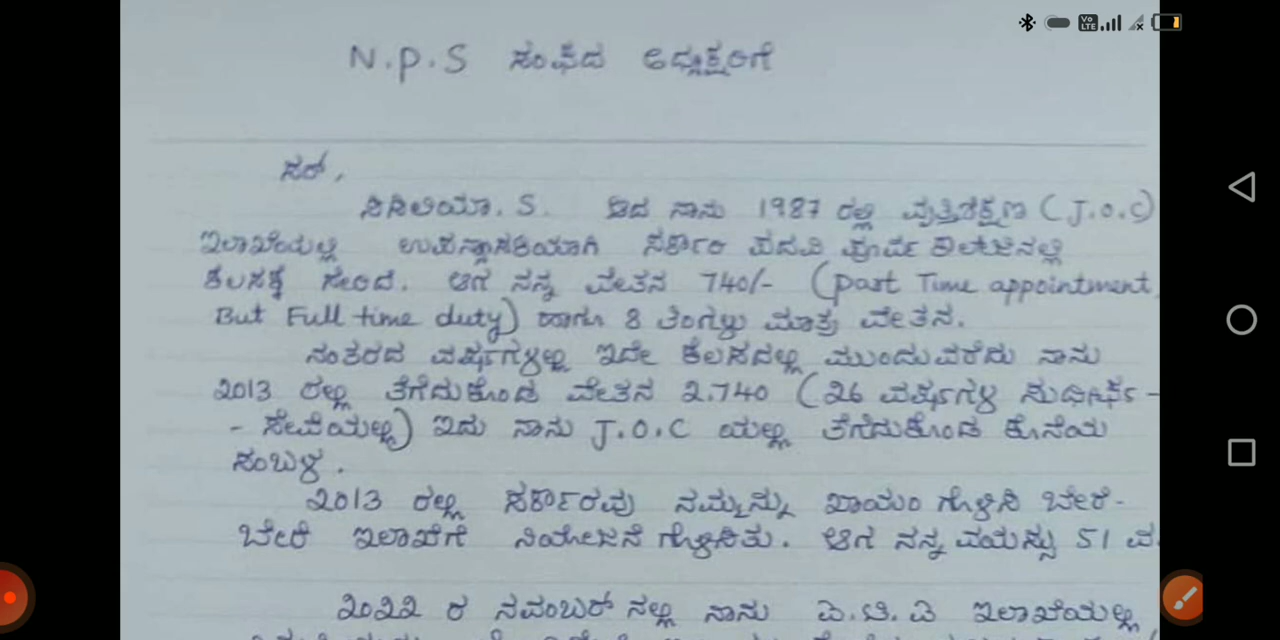 N.P.S ಸಂಘದ ಅಧ್ಯಕ್ಷರಿಗೆ
ಸರ್,
ಸಿಸಿಲಿಯಾ. S. ಆದ ನಾನು 1987 ರಲ್ಲಿ ವೃತ್ತಿಶಿಕ್ಷಣ (J.O.C)
ಇಲಾಖೆಯಲ್ಲಿ ಉಪನ್ಯಾಸಕಿಯಾಗಿ ಸರ್ಕಾರಿ ಪದವಿ ಪೂರ್ವ ಕಾಲೇಜಿನಲ್ಲಿ
ಕೆಲಸಕ್ಕೆ ಸೇರಿದೆ. ಆಗ ನನ್ನ ವೇತನ 740/- (Part Time appointment
But Full time duty) ಹಾಗೂ 8 ತಿಂಗಳು ಮಾತ್ರ ವೇತನ.
ನಂತರದ ವರ್ಷಗಳಲ್ಲಿ ಇದೇ ಕೆಲಸದಲ್ಲಿ ಮುಂದುವರೆದು ನಾನು
2013 ರಲ್ಲಿ ತೆಗೆದುಕೊಂಡ ವೇತನ 2.740 (26 ವರ್ಷಗಳ ಸುಧೀರ್ಘ-
- ಸೇವೆಯಲ್ಲಿ) ಇದು ನಾನು J.O.C ಯಲ್ಲಿ ತೆಗೆದುಕೊಂಡ ಕೊನೆಯ
ಸಂಬಳ.
2013 ರಲ್ಲಿ ಸರ್ಕಾರವು ನಮ್ಮನ್ನು ಖಾಯಂ ಗೊಳಿಸಿ ಬೇರೆ-
ಬೇರೆ ಇಲಾಖೆಗೆ ನಿಯೋಜನೆ ಗೊಳಿಸಿತು. ಆಗ ನನ್ನ ವಯಸ್ಸು 51 ವ
2022 ರ ನವಂಬರ್ ನಲ್ಲಿ ನಾನು ಐ.ಟಿ.ಐ ಇಲಾಖೆಯಲ್ಲಿ